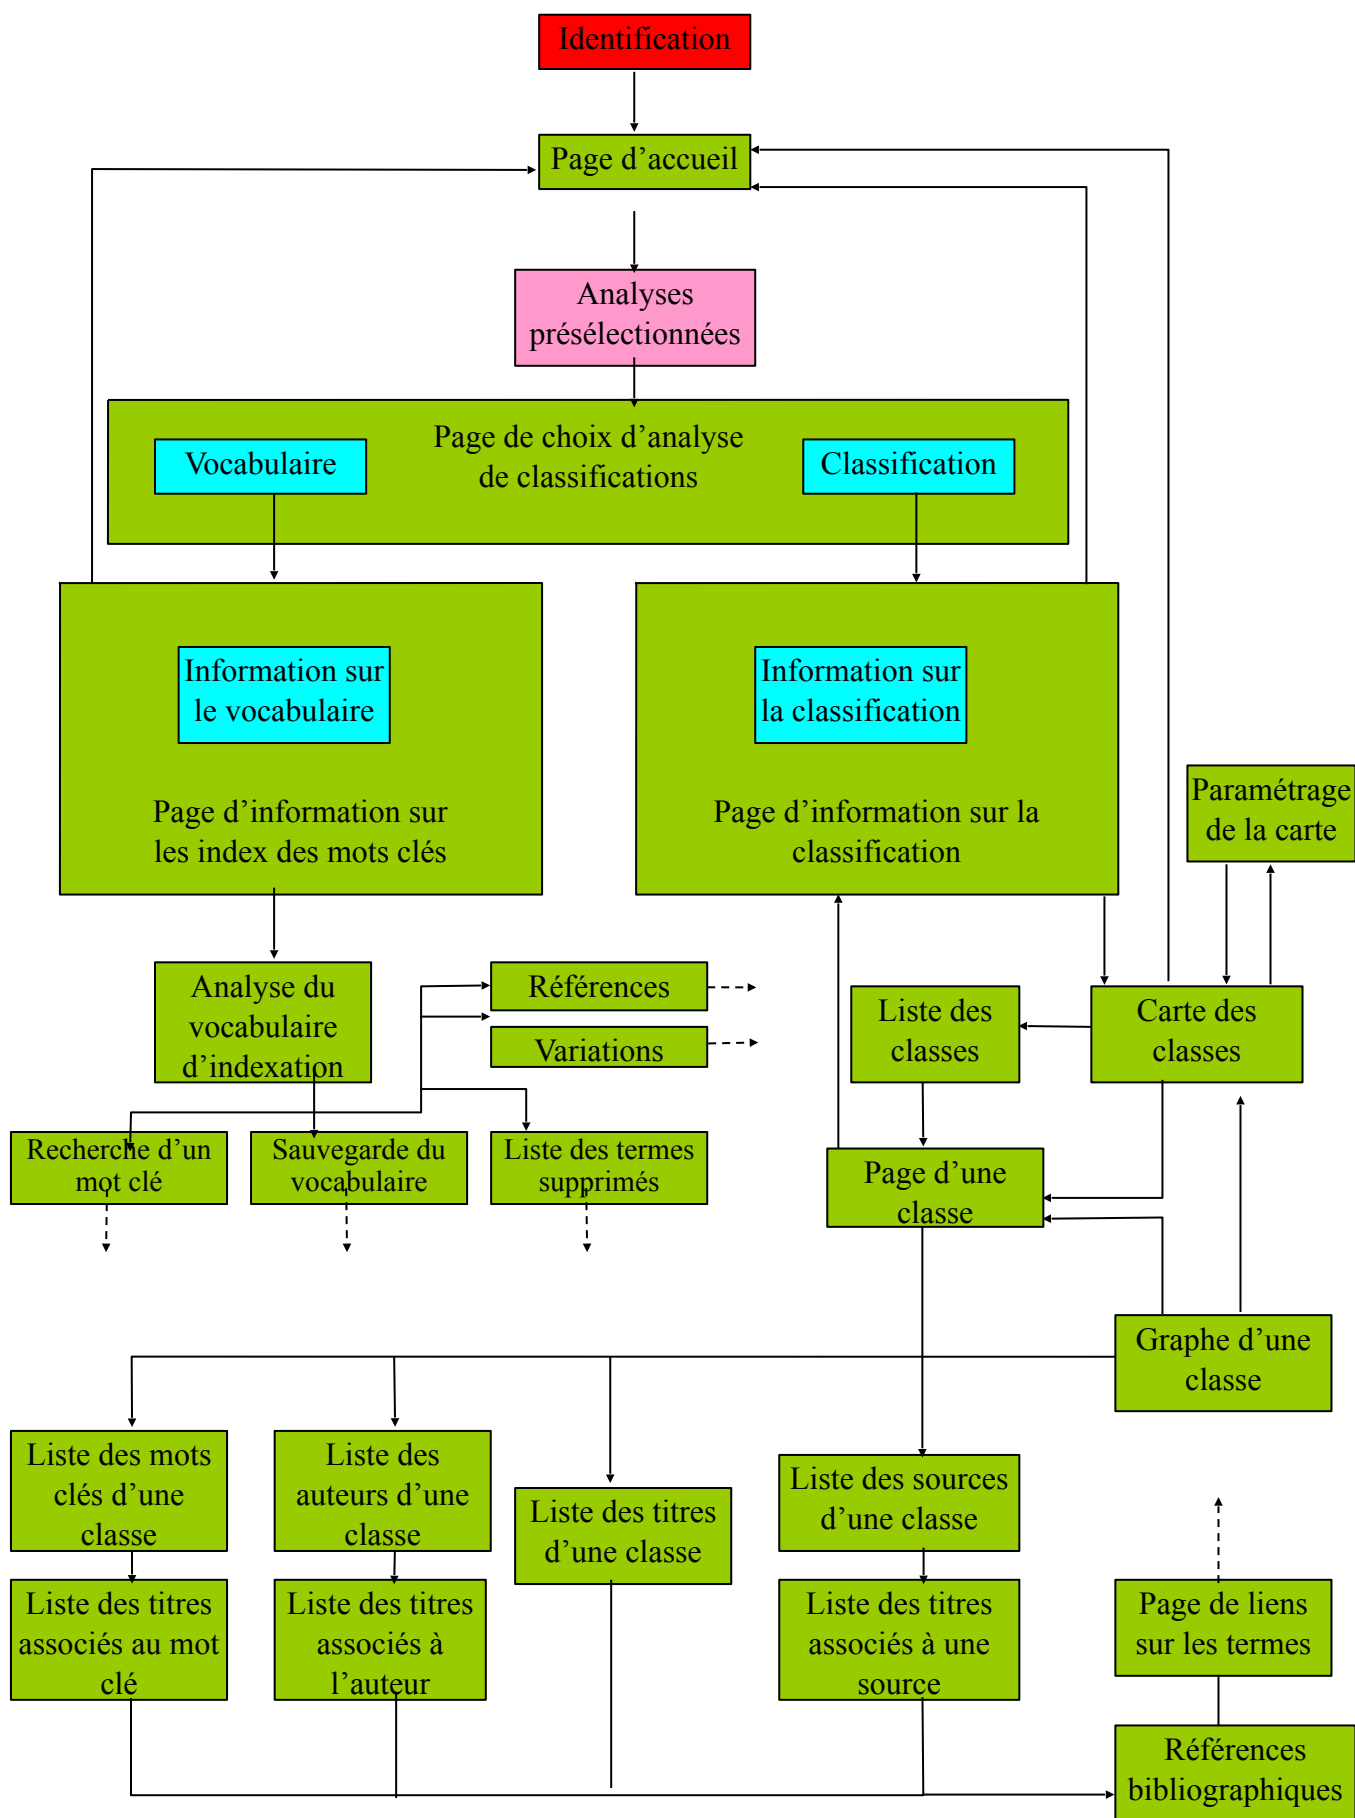 Identification
Page d’accueil
Analyses
présélectionnées
Page de choix d’analyse
de classifications
Vocabulaire
Classification
Information sur
le vocabulaire
Page d’information sur
les index des mots clés
Information sur
la classification
Page d’information sur la
classification
Paramétrage
de la carte
Analyse du
vocabulaire
d’indexation
Références
Variations
Liste des
classes
Carte des
classes
Recherche d’un
mot clé
Sauvegarde du
vocabulaire
Liste des termes
supprimés
Page d’une
classe
Graphe d’une
classe
Liste des mots
clés d’une
classe
Liste des
auteurs d’une
classe
Liste des titres
d’une classe
Liste des sources
d’une classe
Liste des titres
associés au mot
clé
Liste des titres
associés à
l’auteur
Liste des titres
associés à une
source
Page de liens
sur les termes
Références
bibliographiques